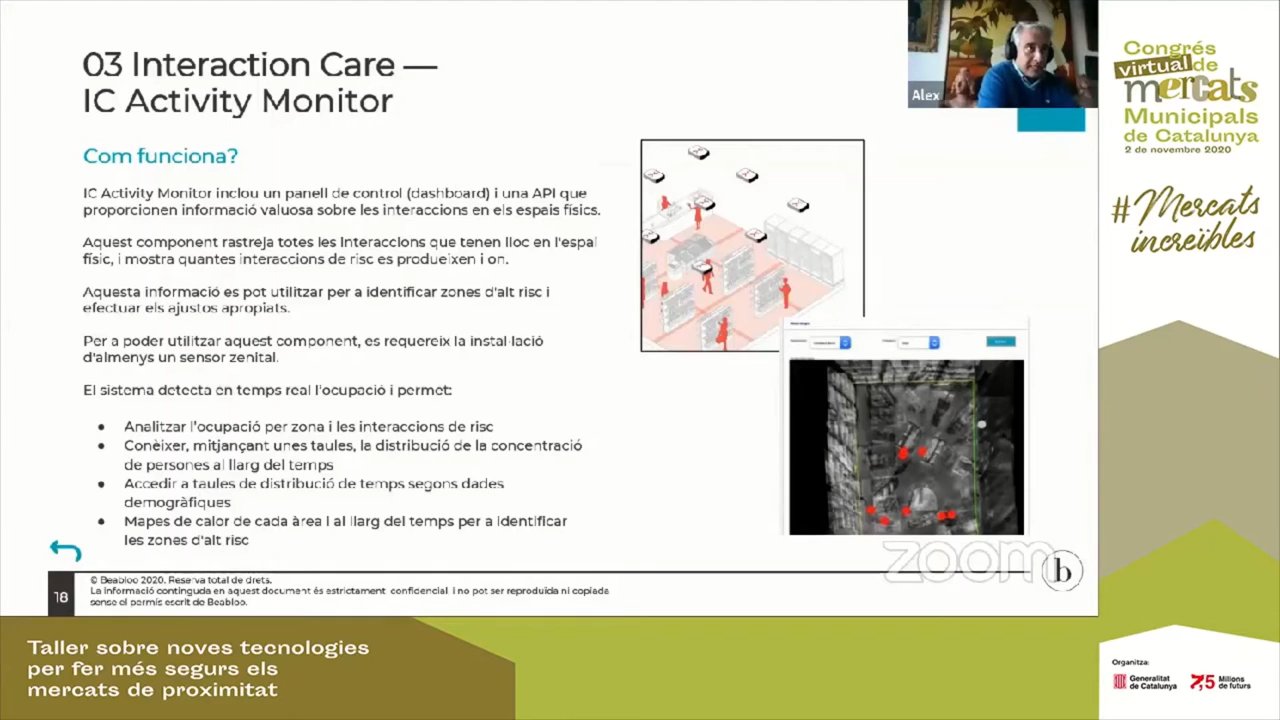 03 Interaction Care —
IC Activity Monitor
Com funciona?
IC Activity Monitor inclou un panell de control (dashboard) i una API que
proporcionen informació valuosa sobre les interaccions en els espais físics.
Aquest component rastreja totes les interaccions que tenen lloc en l'espai
físic, i mostra quantes interaccions de risc es produeixen i on.
Aquesta informació es pot utilitzar per a identificar zones d'alt risc i
efectuar els ajustos apropiats.
Per a poder utilitzar aquest component, es requereix la instal·lació
d'almenys un sensor zenital.
El sistema detecta en temps real l'ocupació i permet:
● Analitzar l'ocupació per zona i les interaccions de risc
● Conèixer, mitjançant unes taules, la distribució de la concentració
de persones al llarg del temps
● Accedir a taules de distribució de temps segons dades
demogràfiques
● Mapes de calor de cada àrea i al llarg del temps per a identificar
les zones d'alt risc
18
© Beabloo 2020. Reserva total de drets.
La informació continguda en aquest document és estrictament confidencial i no pot ser reproduïda ni copiada
sense el permís escrit de Beabloo.
zoom
b
Alex
Congrés
virtual de
mercats
Municipals
de Catalunya
2 de novembre 2020
#Mercats
increïbles
Taller sobre noves tecnologies
per fer més segurs els
mercats de proximitat
Organitza:
Generalitat
de Catalunya
7,5 Milions
de futurs